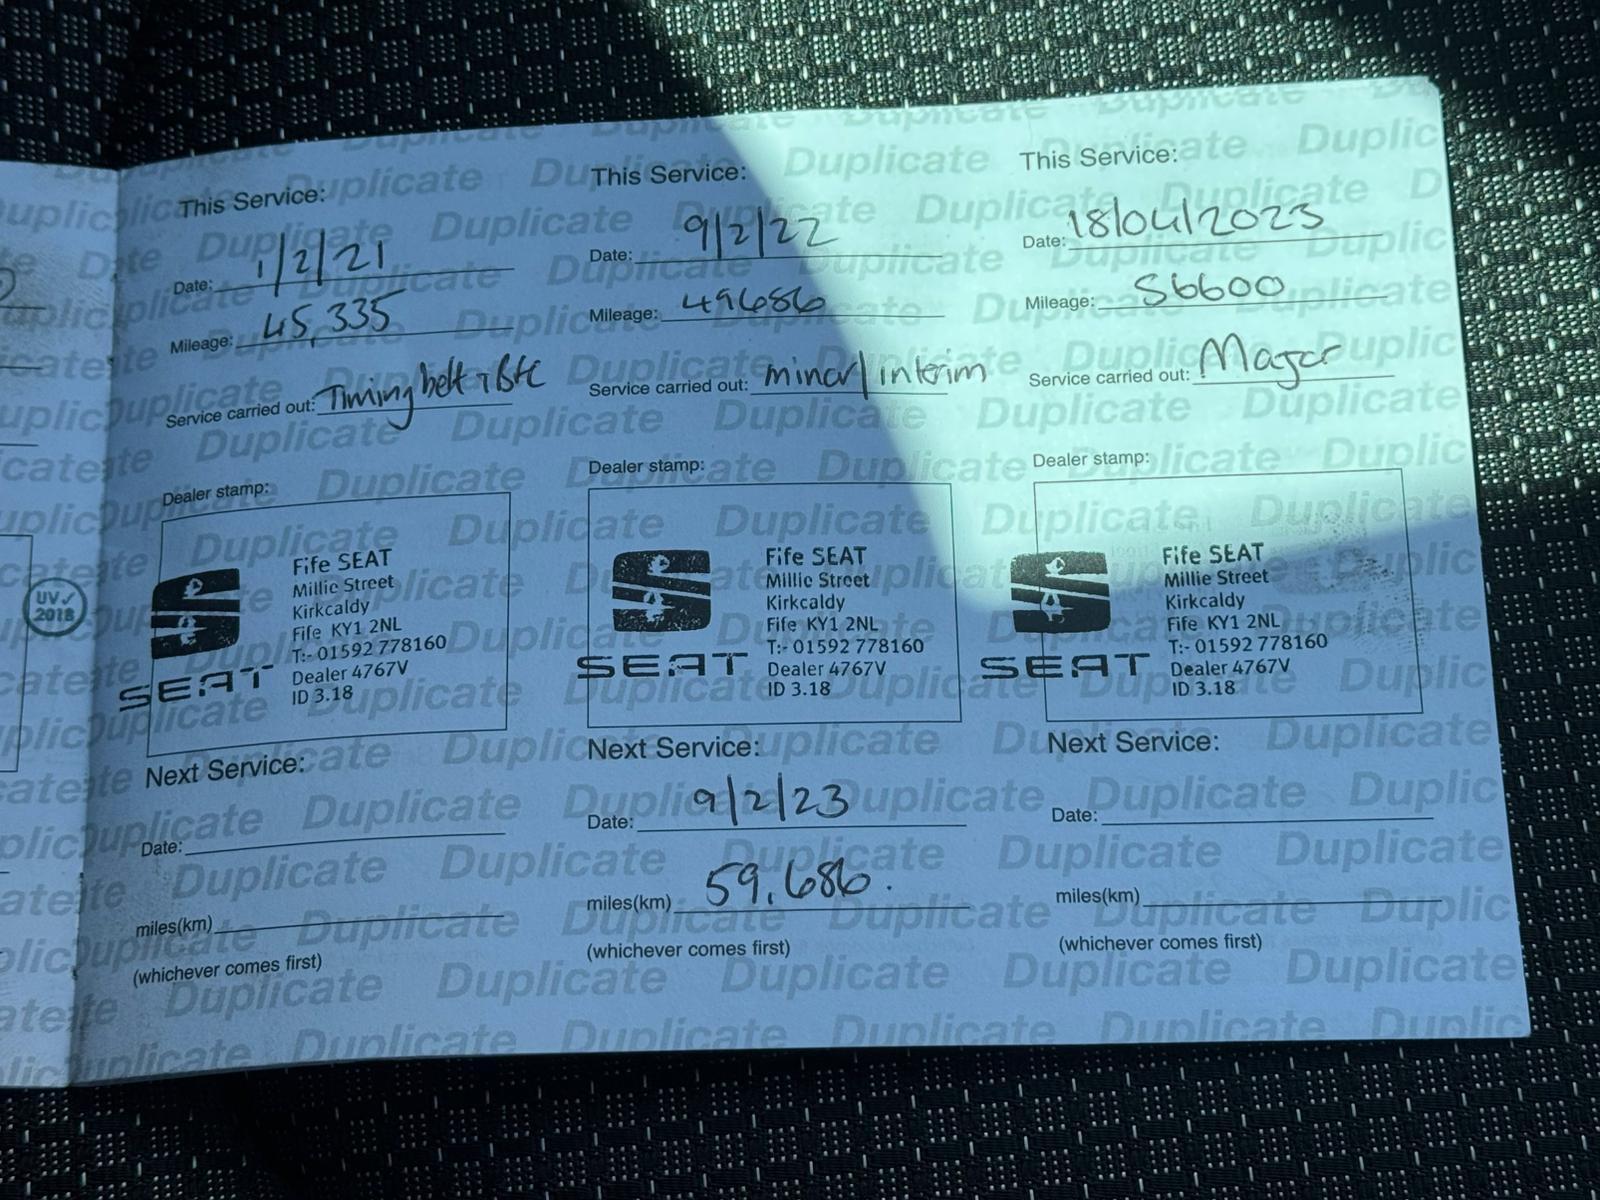 This Service:
Date: 1/2/21
Mileage: 45,335
Service carried out: Timing belt + BFC
Dealer stamp:
SEAT
Fife SEAT
Millie Street
Kirkcaldy
Fife KY1 2NL
T:- 01592 778160
Dealer 4767V
ID 3.18
Next Service:
Date:
miles(km)
(whichever comes first)
This Service:
Date: 9/2/22
Mileage: 49686
Service carried out: minor/interim
Dealer stamp:
SEAT
Fife SEAT
Millie Street
Kirkcaldy
Fife KY1 2NL
T:- 01592 778160
Dealer 4767V
ID 3.18
Next Service:
Date: 9/2/23
miles(km) 59,686.
(whichever comes first)
This Service:
Date: 18/04/2023
Mileage: 56600
Service carried out: Major
Dealer stamp:
SEAT
Fife SEAT
Millie Street
Kirkcaldy
Fife KY1 2NL
T:- 01592 778160
Dealer 4767V
ID 3.18
Next Service:
Date:
miles(km)
(whichever comes first)
UV✓
2018
Duplicate